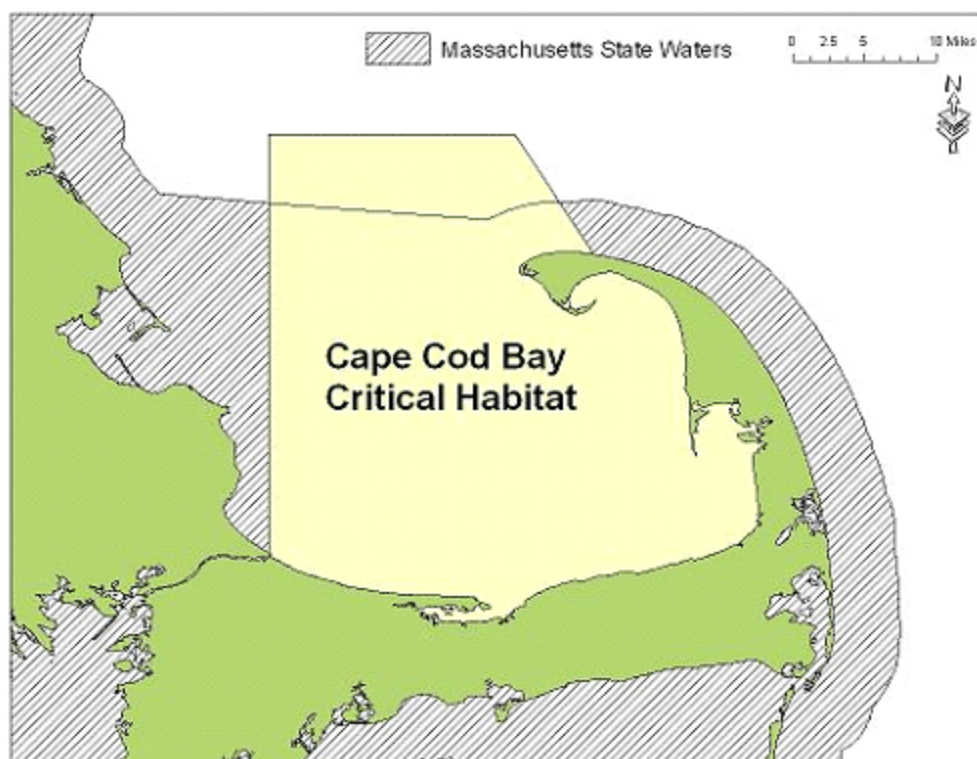 Massachusetts State Waters
0 2.5 5 10 Miles
N
Cape Cod Bay
Critical Habitat